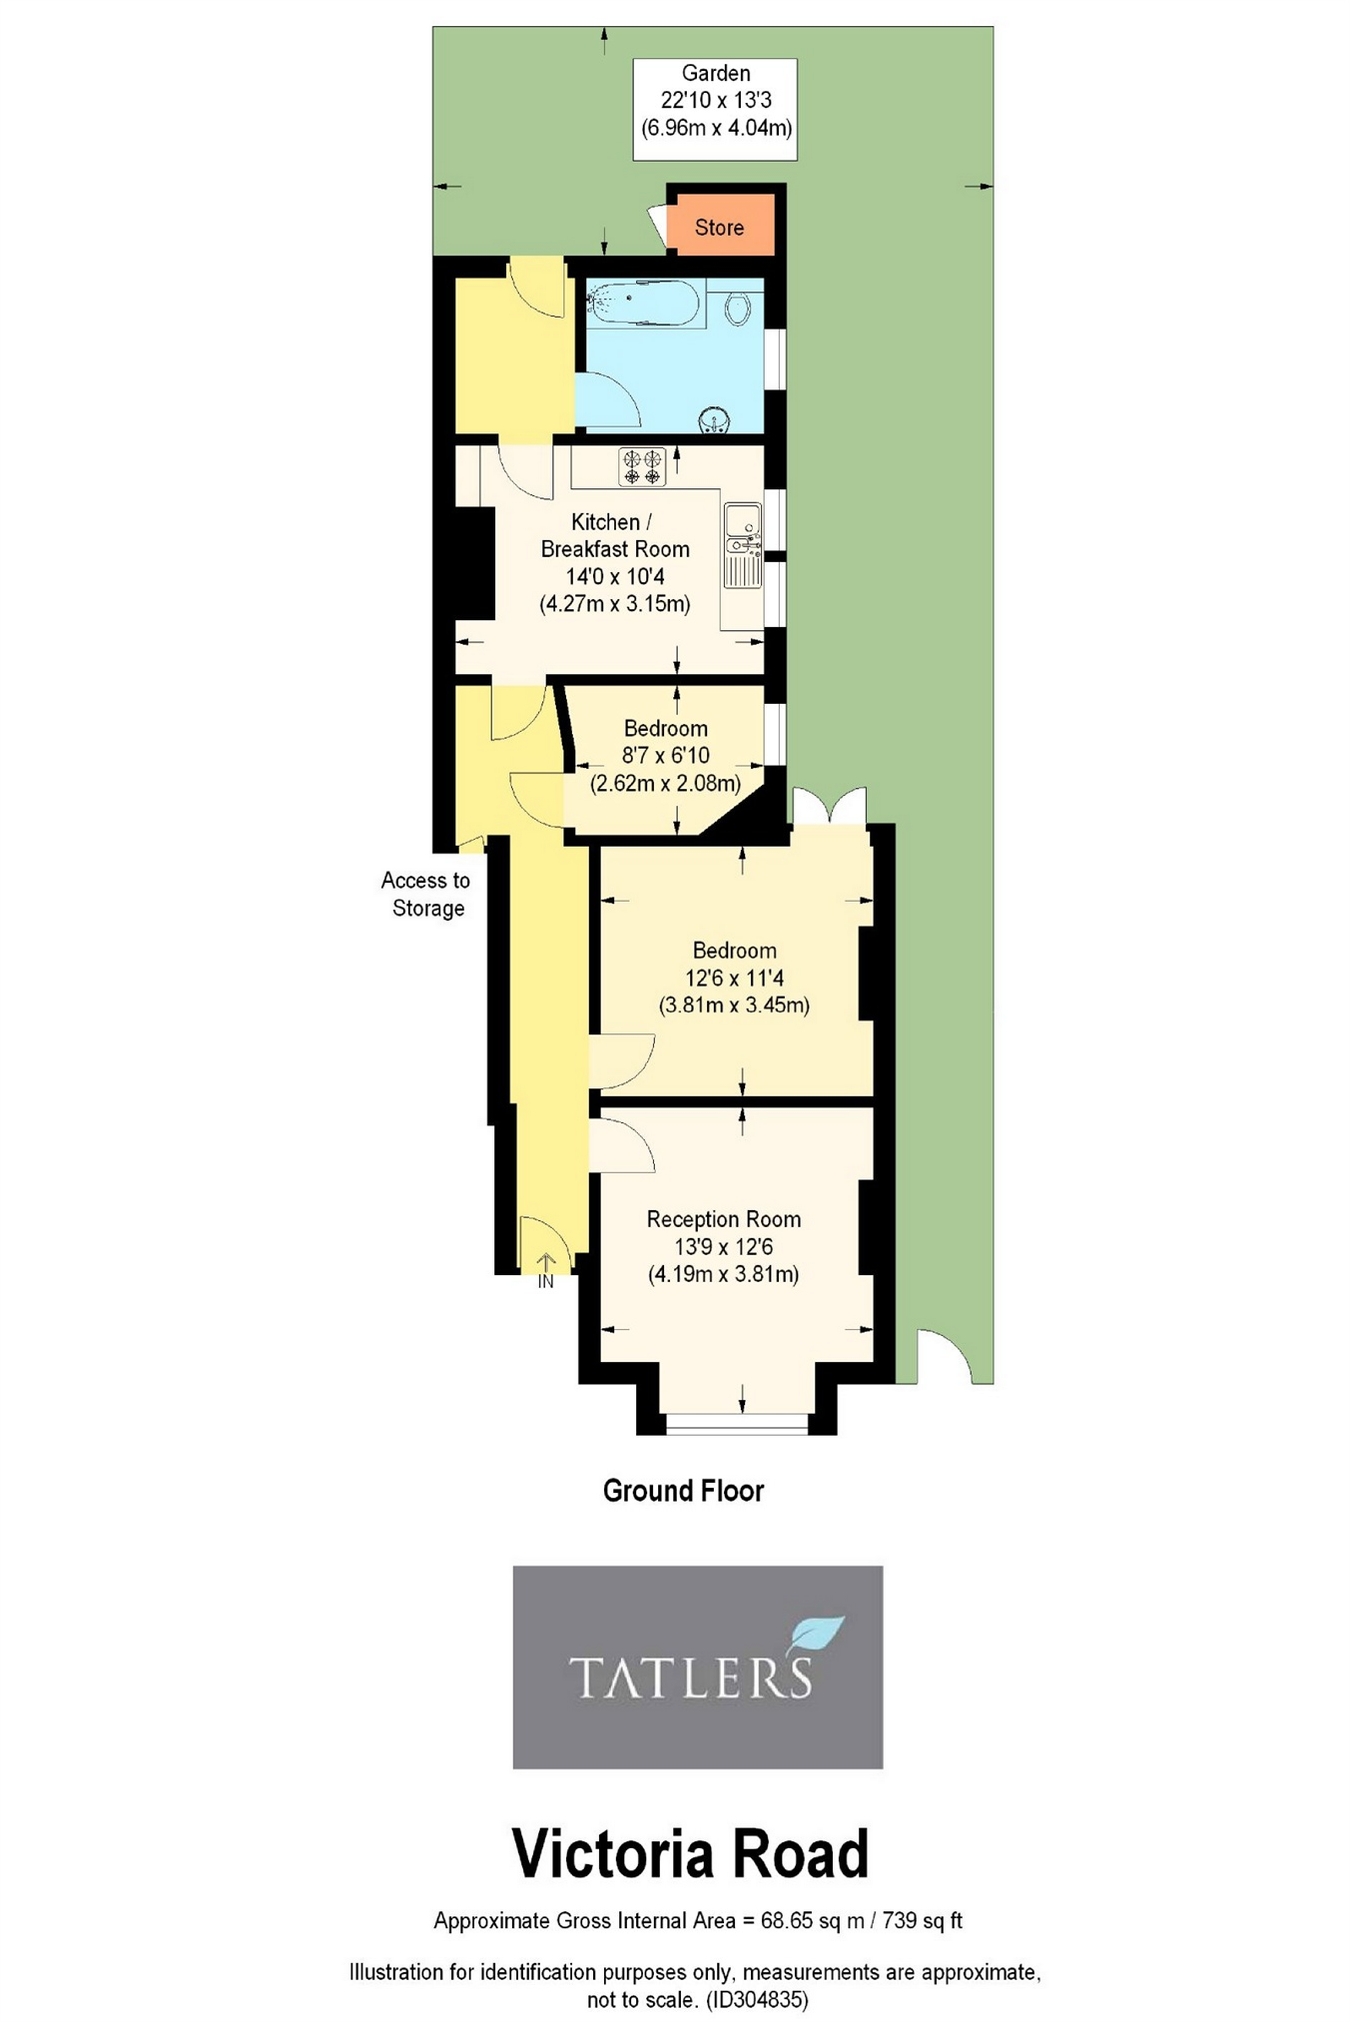 Garden
22'10 x 13'3
(6.96m x 4.04m)
Store
Kitchen /
Breakfast Room
14'0 x 10'4
(4.27m x 3.15m)
Bedroom
8'7 x 6'10
(2.62m x 2.08m)
Access to
Storage
Bedroom
12'6 x 11'4
(3.81m x 3.45m)
Reception Room
13'9 x 12'6
(4.19m x 3.81m)
IN
Ground Floor
TATLERS
Victoria Road
Approximate Gross Internal Area = 68.65 sq m / 739 sq ft
Illustration for identification purposes only, measurements are approximate,
not to scale. (ID304835)